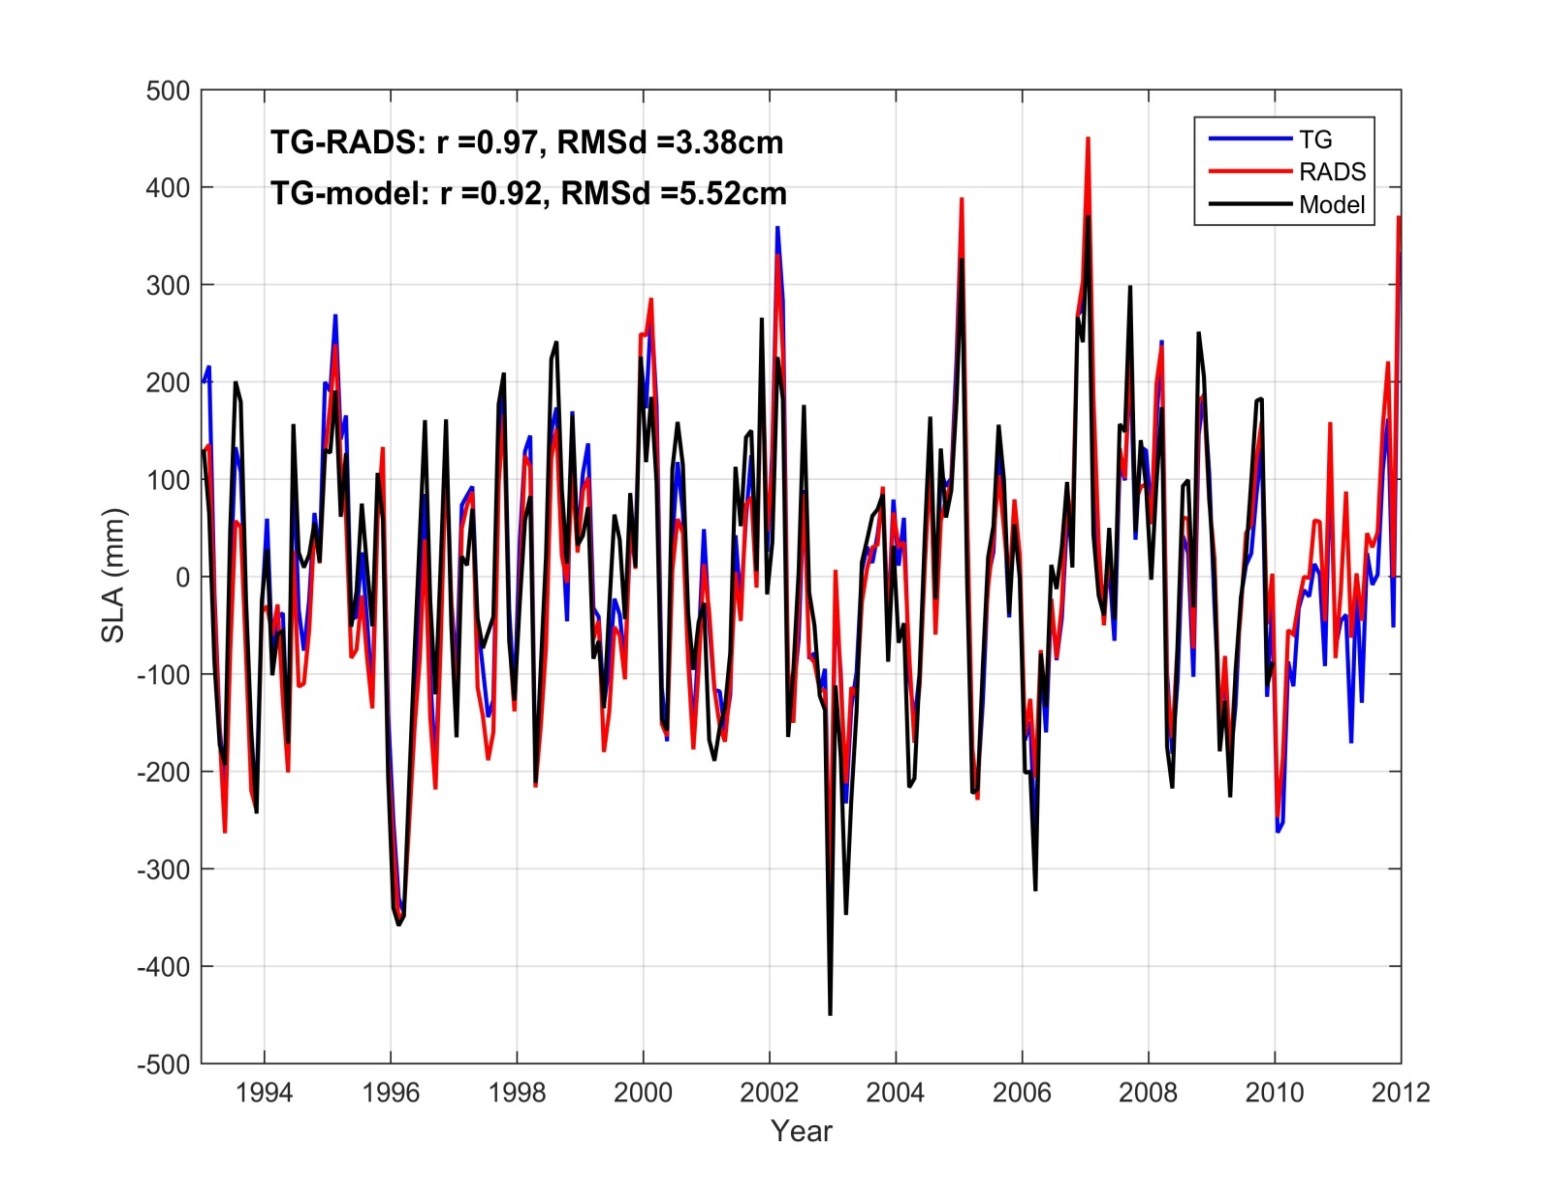 TG-RADS: r =0.97, RMSd =3.38cm
TG-model: r =0.92, RMSd =5.52cm
TG
RADS
Model
500
400
300
200
100
0
-100
-200
-300
-400
-500
SLA (mm)
1994 1996 1998 2000 2002 2004 2006 2008 2010 2012
Year